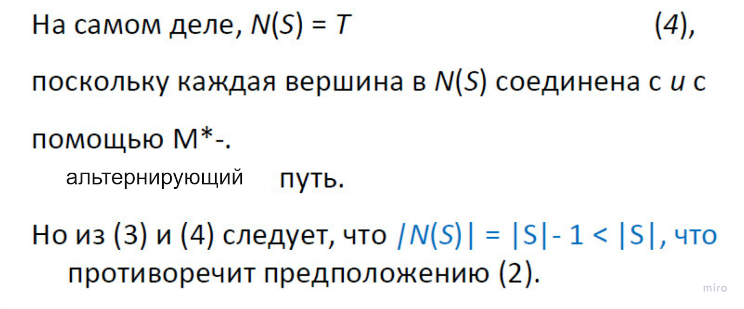 На самом деле, N(S) = T (4),
поскольку каждая вершина в N(S) соединена с u с
помощью M*-.
альтернирующий путь.
Но из (3) и (4) следует, что |N(S)| = |S|- 1 < |S|, что
противоречит предположению (2).
miro